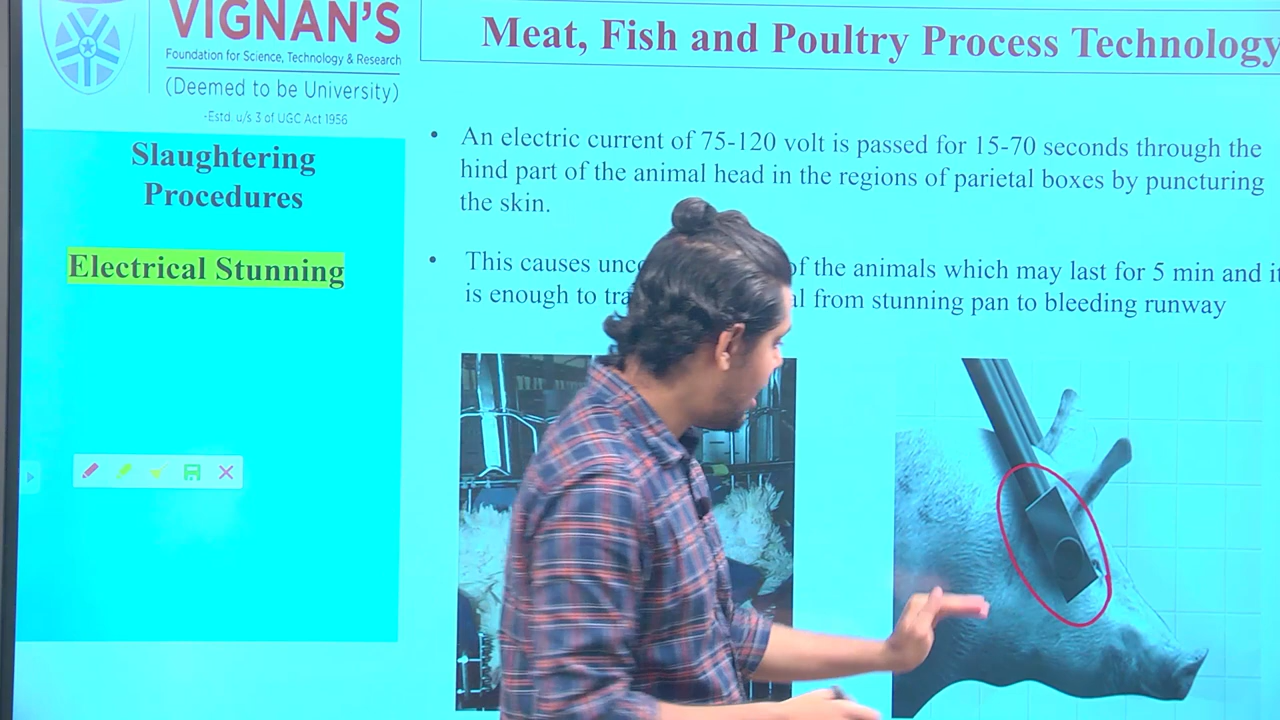 VIGNAN'S
Foundation for Science, Technology & Research
(Deemed to be University)
-Estd. u/s 3 of UGC Act 1956
Meat, Fish and Poultry Process Technology
Slaughtering
Procedures
Electrical Stunning
• An electric current of 75-120 volt is passed for 15-70 seconds through the
hind part of the animal head in the regions of parietal boxes by puncturing
the skin.
• This causes of the animals which may last for 5 min and it
is enough to from stunning pan to bleeding runway